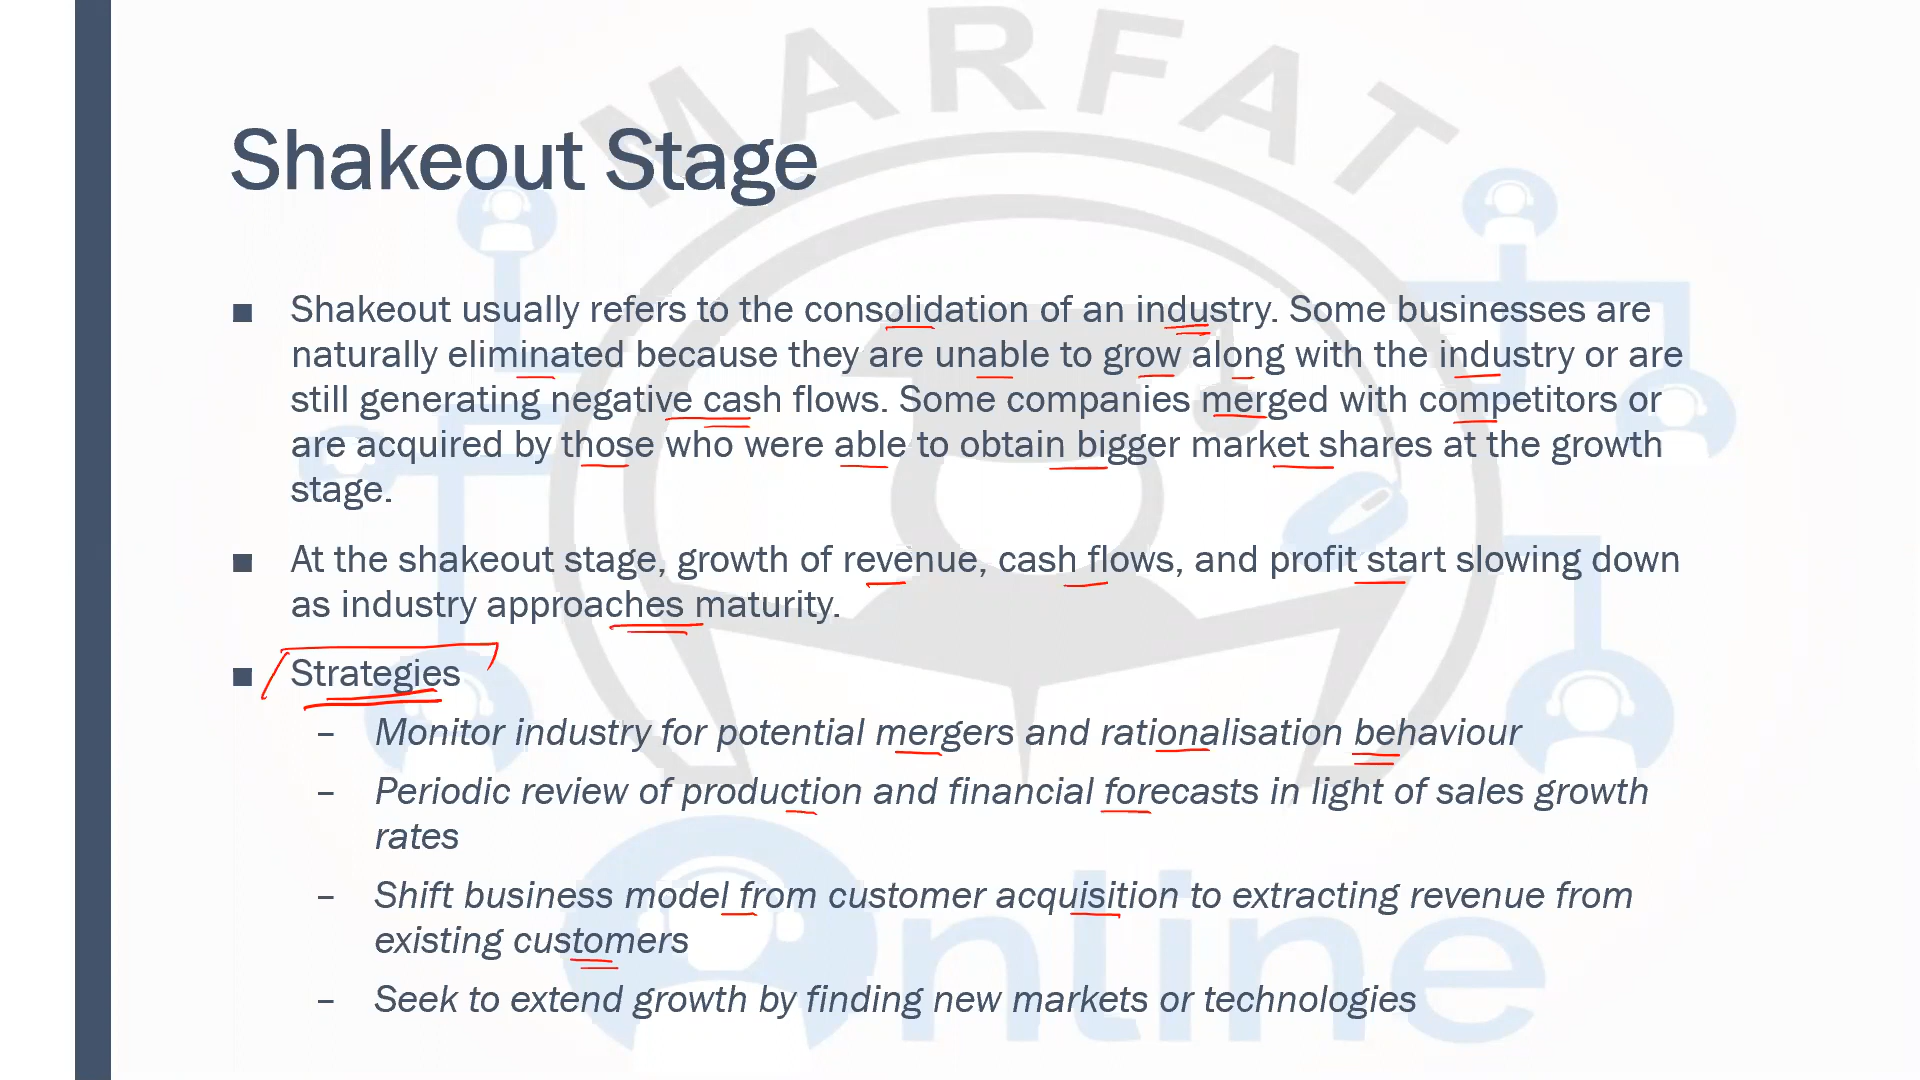 MARFAT
Shakeout Stage
■ Shakeout usually refers to the consolidation of an industry. Some businesses are
naturally eliminated because they are unable to grow along with the industry or are
still generating negative cash flows. Some companies merged with competitors or
are acquired by those who were able to obtain bigger market shares at the growth
stage.
■ At the shakeout stage, growth of revenue, cash flows, and profit start slowing down
as industry approaches maturity.
■ Strategies
– Monitor industry for potential mergers and rationalisation behaviour
– Periodic review of production and financial forecasts in light of sales growth
rates
– Shift business model from customer acquisition to extracting revenue from
existing customers
– Seek to extend growth by finding new markets or technologies
nline